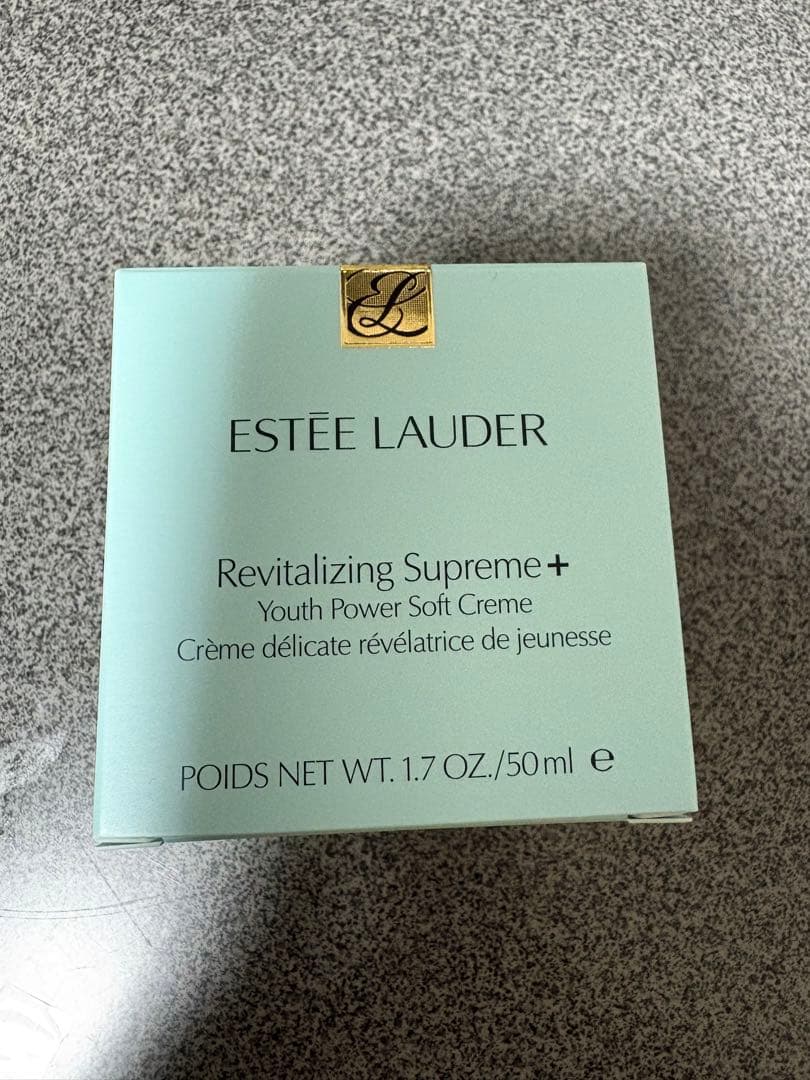 EL
ESTĒE LAUDER
Revitalizing Supreme+
Youth Power Soft Creme
Crème délicate révélatrice de jeunesse
POIDS NET WT. 1.7 OZ./50 ml ℮